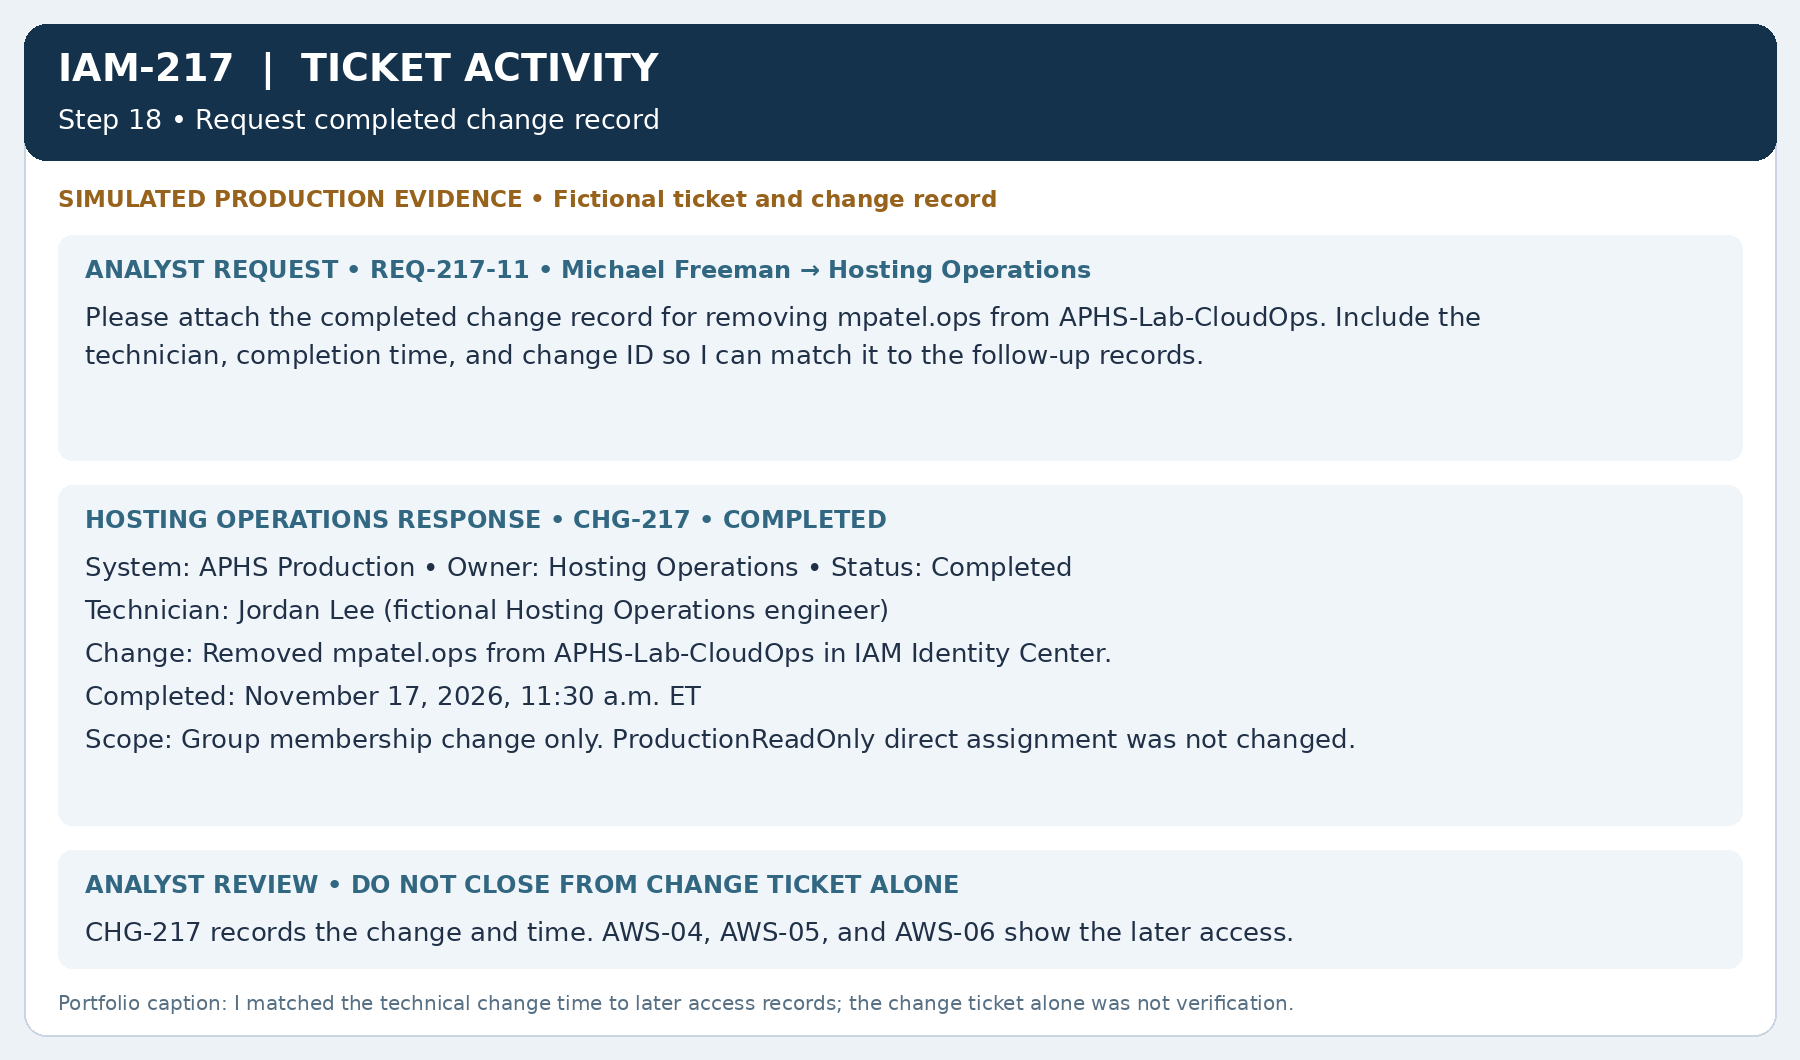 IAM-217 | TICKET ACTIVITY
Step 18 • Request completed change record
SIMULATED PRODUCTION EVIDENCE • Fictional ticket and change record
ANALYST REQUEST • REQ-217-11 • Michael Freeman → Hosting Operations
Please attach the completed change record for removing mpatel.ops from APHS-Lab-CloudOps. Include the
technician, completion time, and change ID so I can match it to the follow-up records.
HOSTING OPERATIONS RESPONSE • CHG-217 • COMPLETED
System: APHS Production • Owner: Hosting Operations • Status: Completed
Technician: Jordan Lee (fictional Hosting Operations engineer)
Change: Removed mpatel.ops from APHS-Lab-CloudOps in IAM Identity Center.
Completed: November 17, 2026, 11:30 a.m. ET
Scope: Group membership change only. ProductionReadOnly direct assignment was not changed.
ANALYST REVIEW • DO NOT CLOSE FROM CHANGE TICKET ALONE
CHG-217 records the change and time. AWS-04, AWS-05, and AWS-06 show the later access.
Portfolio caption: I matched the technical change time to later access records; the change ticket alone was not verification.